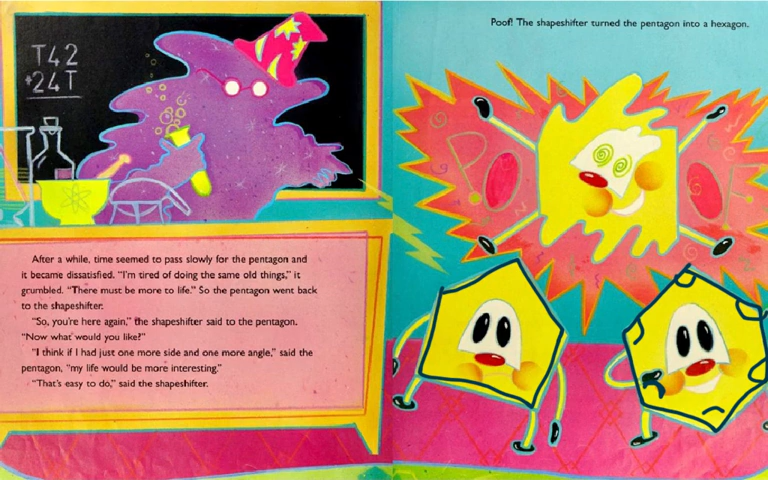 T42
+24T
Poof! The shapeshifter turned the pentagon into a hexagon.
POOF
After a while, time seemed to pass slowly for the pentagon and
it became dissatisfied. "I'm tired of doing the same old things," it
grumbled. "There must be more to life." So the pentagon went back
to the shapeshifter.
"So, you're here again," the shapeshifter said to the pentagon.
"Now what would you like?"
"I think if I had just one more side and one more angle," said the
pentagon, "my life would be more interesting."
"That's easy to do," said the shapeshifter.